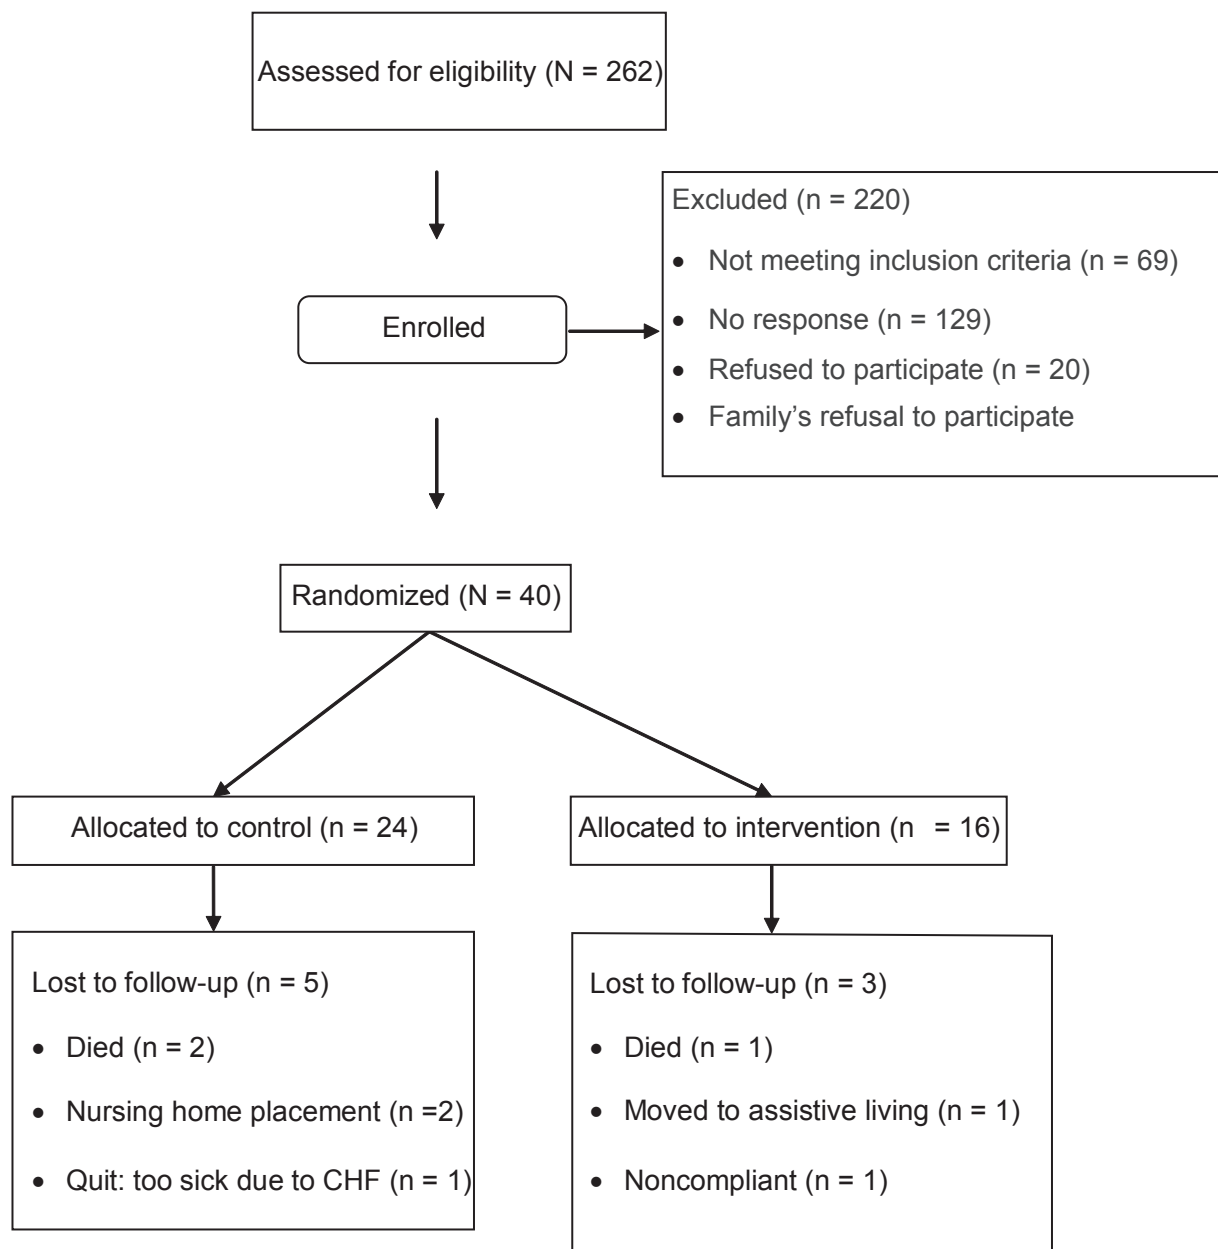 Assessed for eligibility (N = 262)
Excluded (n = 220)
• Not meeting inclusion criteria (n = 69)
• No response (n = 129)
• Refused to participate (n = 20)
• Family’s refusal to participate
Enrolled
Randomized (N = 40)
Allocated to control (n = 24)
Allocated to intervention (n = 16)
Lost to follow-up (n = 5)
• Died (n = 2)
• Nursing home placement (n =2)
• Quit: too sick due to CHF (n = 1)
Lost to follow-up (n = 3)
• Died (n = 1)
• Moved to assistive living (n = 1)
• Noncompliant (n = 1)